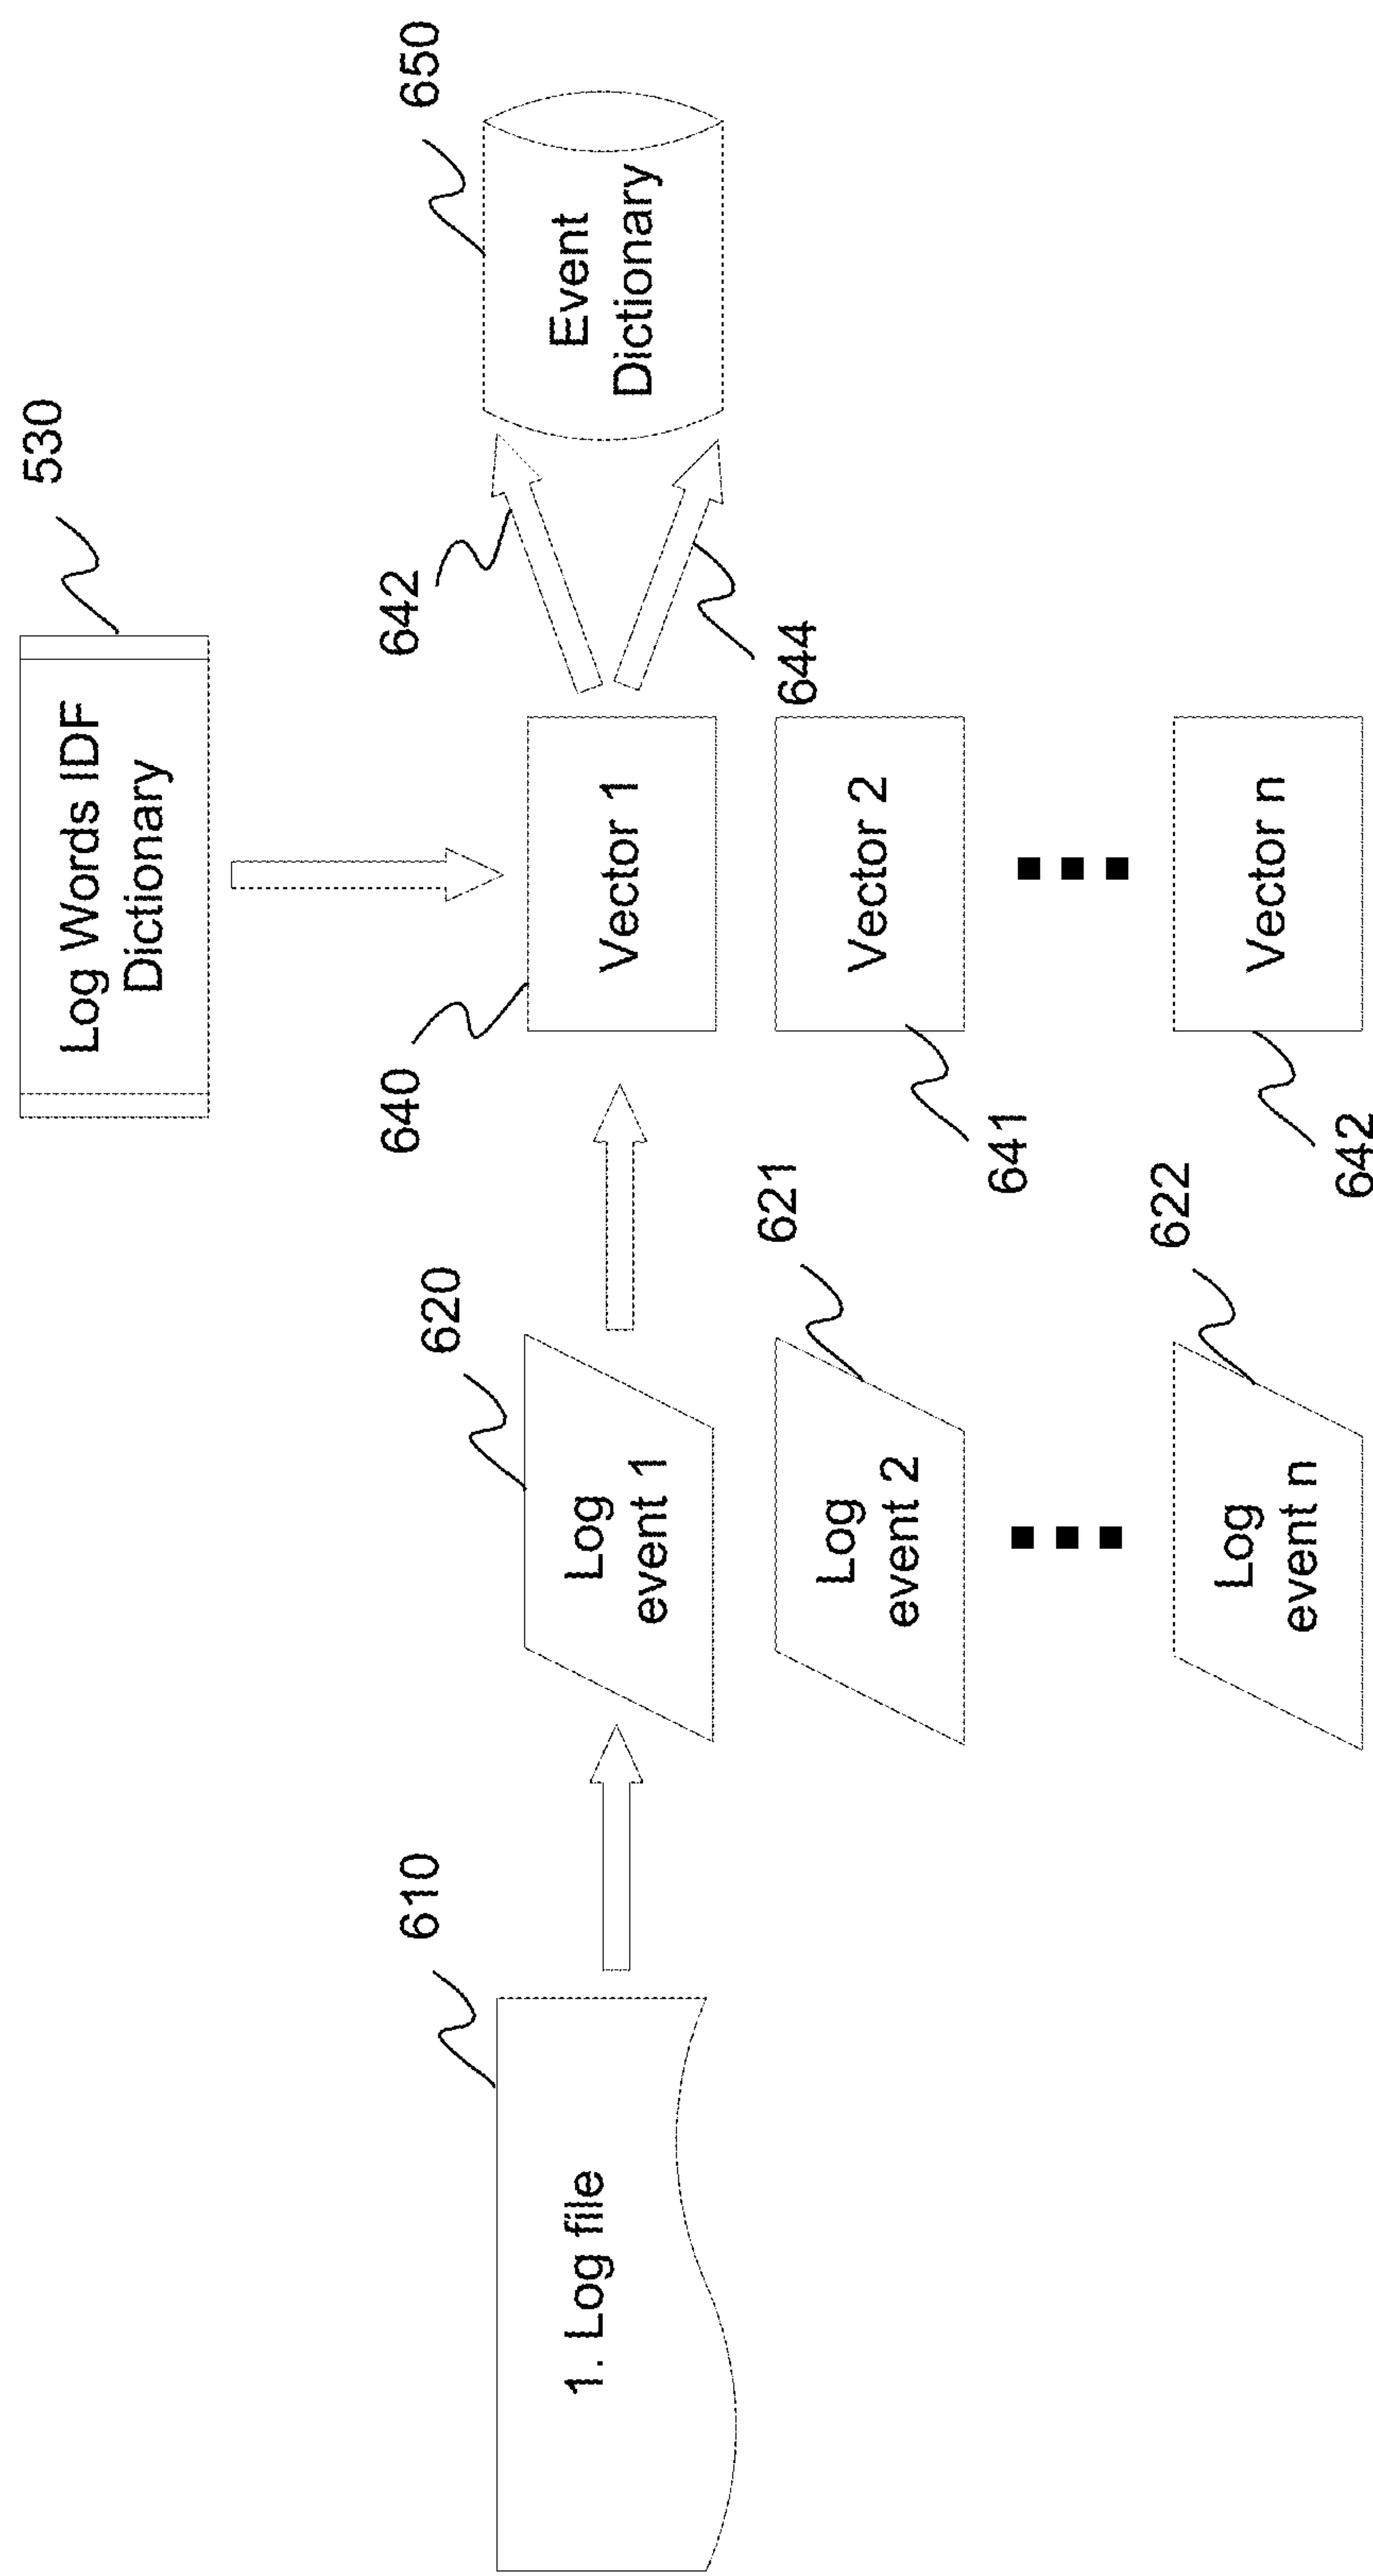 530
Log Words IDF
Dictionary
650
642
Event
Dictionary
644
610
620
640
1. Log file
Log
event 1
Vector 1
621
641
Log
event 2
Vector 2
622
642
Log
event n
Vector n